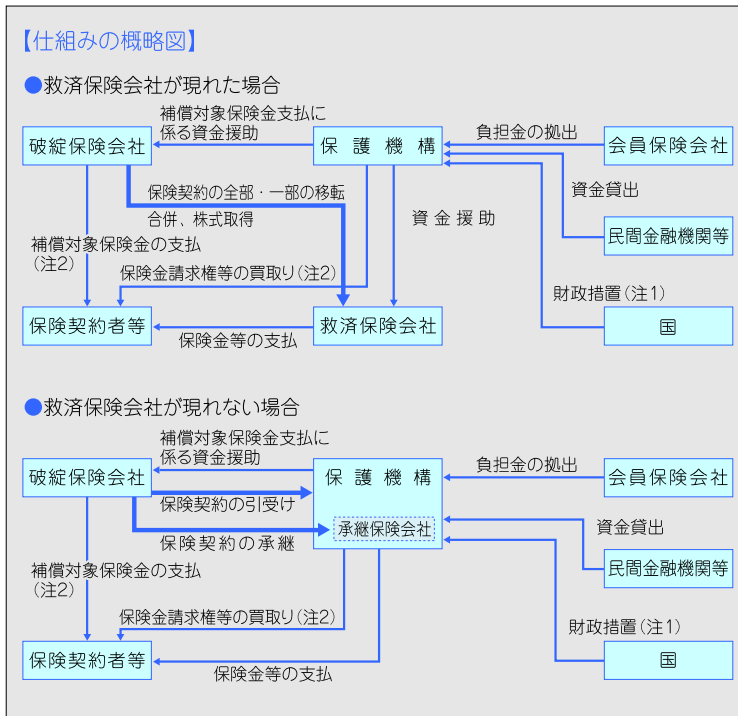 【仕組みの概略図】
●救済保険会社が現れた場合
補償対象保険金支払に
係る資金援助
負担金の拠出
破綻保険会社
保護機構
会員保険会社
資金貸出
保険契約の全部・一部の移転
合併、株式取得
資金援助
民間金融機関等
補償対象保険金の支払
(注2)
保険金請求権等の買取り(注2)
財政措置(注1)
保険契約者等
救済保険会社
国
保険金等の支払
●救済保険会社が現れない場合
補償対象保険金支払に
係る資金援助
負担金の拠出
破綻保険会社
保護機構
会員保険会社
保険契約の引受け
承継保険会社
資金貸出
保険契約の承継
民間金融機関等
補償対象保険金の支払
(注2)
保険金請求権等の買取り(注2)
財政措置(注1)
保険契約者等
国
保険金等の支払